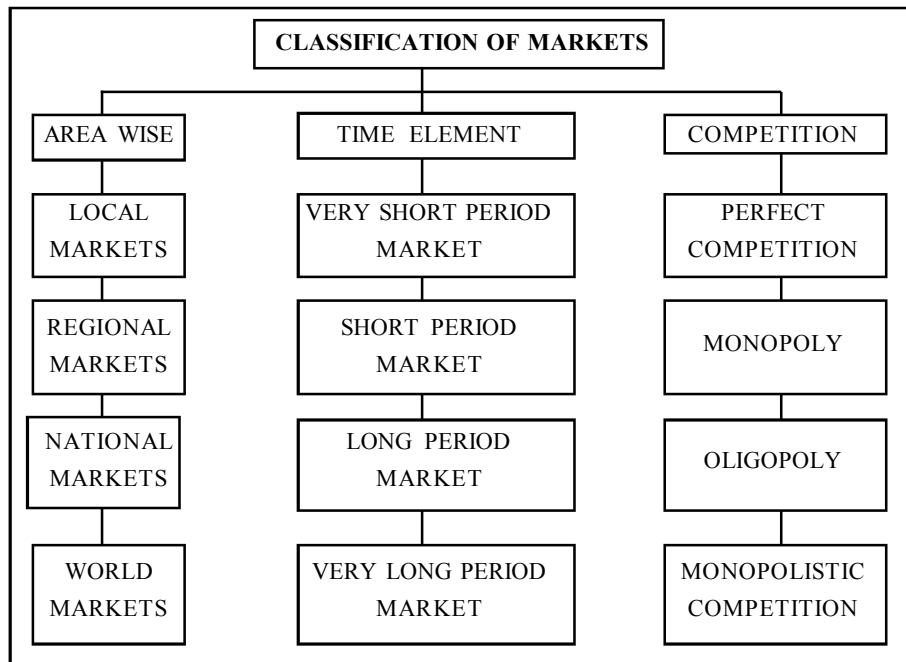 CLASSIFICATION OF MARKETS
AREA WISE
LOCAL
MARKETS
REGIONAL
MARKETS
NATIONAL
MARKETS
WORLD
MARKETS
TIME ELEMENT
VERY SHORT PERIOD
MARKET
SHORT PERIOD
MARKET
LONG PERIOD
MARKET
VERY LONG PERIOD
MARKET
COMPETITION
PERFECT
COMPETITION
MONOPOLY
OLIGOPOLY
MONOPOLISTIC
COMPETITION